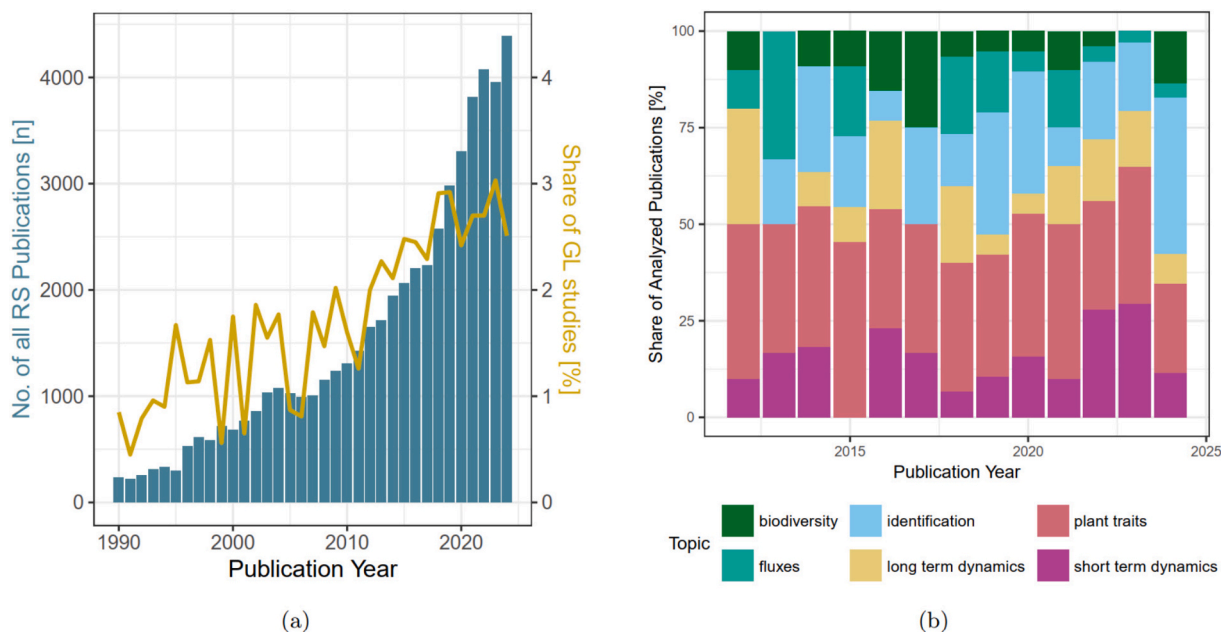 No. of all RS Publications [n]
4000
3000
2000
1000
0
4
3
2
1
0
Share of GL studies [%]
1990
2000
2010
2020
Publication Year
(a)
Share of Analyzed Publications [%]
100
75
50
25
0
2015
2020
2025
Publication Year
Topic
biodiversity
identification
plant traits
fluxes
long term dynamics
short term dynamics
(b)